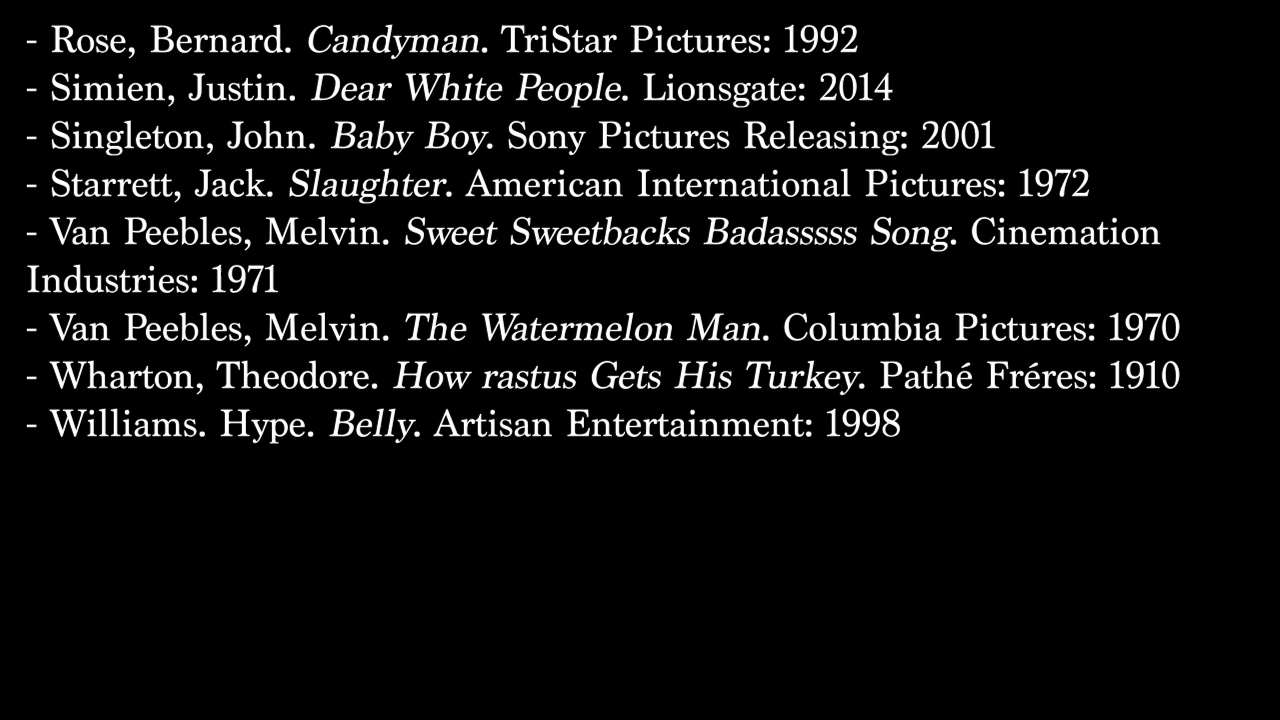 - Rose, Bernard. Candyman. TriStar Pictures: 1992
- Simien, Justin. Dear White People. Lionsgate: 2014
- Singleton, John. Baby Boy. Sony Pictures Releasing: 2001
- Starrett, Jack. Slaughter. American International Pictures: 1972
- Van Peebles, Melvin. Sweet Sweetbacks Badasssss Song. Cinemation
Industries: 1971
- Van Peebles, Melvin. The Watermelon Man. Columbia Pictures: 1970
- Wharton, Theodore. How rastus Gets His Turkey. Pathé Fréres: 1910
- Williams. Hype. Belly. Artisan Entertainment: 1998